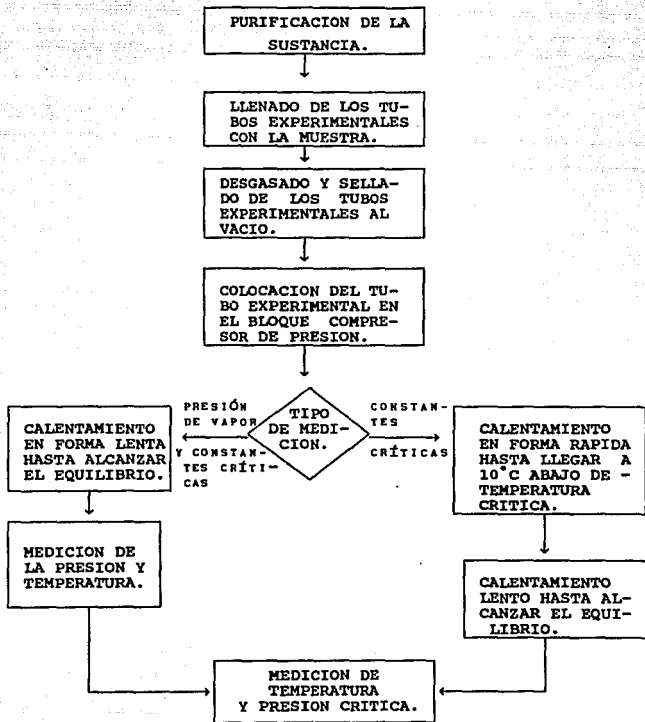 PURIFICACION DE LA
SUSTANCIA.
LLENADO DE LOS TU-
BOS EXPERIMENTALES
CON LA MUESTRA.
DESGASADO Y SELLA-
DO DE LOS TUBOS
EXPERIMENTALES AL
VACIO.
COLOCACION DEL TU-
BO EXPERIMENTAL EN
EL BLOQUE COMPRE-
SOR DE PRESION.
TIPO
DE MEDI-
CION.
PRESIÓN
DE VAPOR
Y CONSTAN-
TES CRÍTI-
CAS
CONSTAN-
TES
CRÍTICAS
CALENTAMIENTO
EN FORMA LENTA
HASTA ALCANZAR
EL EQUILIBRIO.
CALENTAMIENTO
EN FORMA RAPIDA
HASTA LLEGAR A
10°C ABAJO DE -
TEMPERATURA
CRITICA.
MEDICION DE
LA PRESION Y
TEMPERATURA.
CALENTAMIENTO
LENTO HASTA AL-
CANZAR EL EQUI-
LIBRIO.
MEDICION DE
TEMPERATURA
Y PRESION CRITICA.